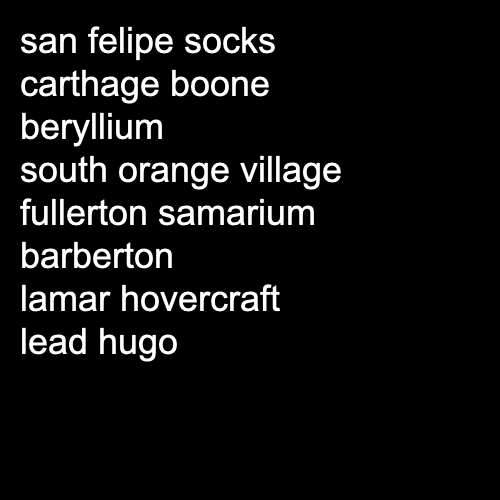 san felipe socks
carthage boone
beryllium
south orange village
fullerton samarium
barberton
lamar hovercraft
lead hugo